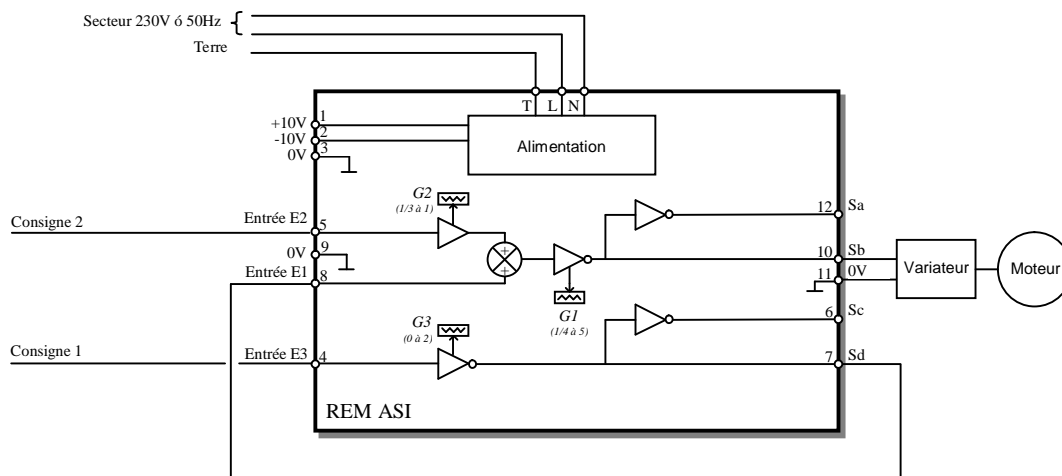 Secteur 230V ó 50Hz
Terre
T L N
+10V 1
-10V 2
0V 3
Alimentation
G2
(1/3 à 1)
Consigne 2
Entrée E2
5
0V 9
Entrée E1
8
+
+
G1
(1/4 à 5)
12 Sa
10 Sb
11 0V
Variateur
Moteur
6 Sc
G3
(0 à 2)
Consigne 1
Entrée E3
4
7 Sd
REM ASI